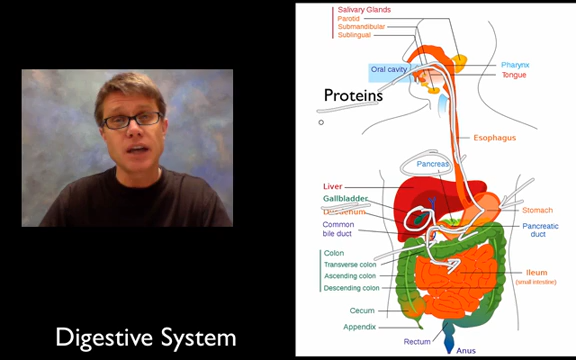 Salivary Glands
Parotid
Submandibular
Sublingual
Oral cavity
Pharynx
Tongue
Proteins
Esophagus
Pancreas
Liver
Gallbladder
Stomach
Common
bile duct
Pancreatic
duct
Colon
Transverse colon
Ascending colon
Descending colon
Ileum
(small intestine)
Cecum
Appendix
Rectum
Anus
Digestive System